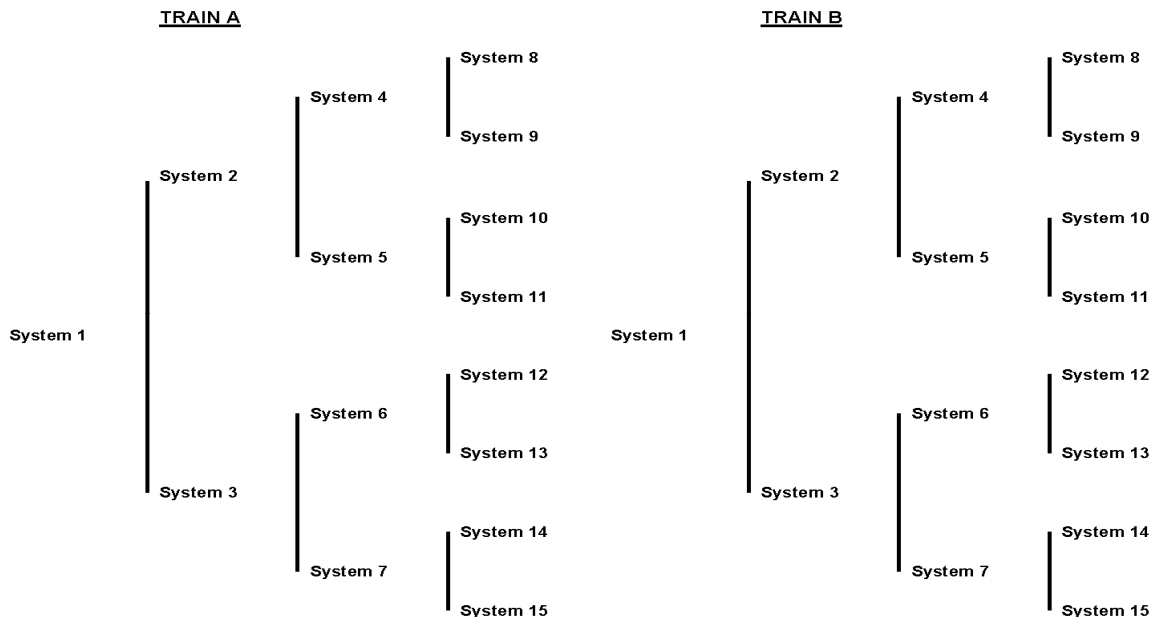 TRAIN A
System 1
System 2
System 3
System 4
System 5
System 6
System 7
System 8
System 9
System 10
System 11
System 12
System 13
System 14
System 15
TRAIN B
System 1
System 2
System 3
System 4
System 5
System 6
System 7
System 8
System 9
System 10
System 11
System 12
System 13
System 14
System 15